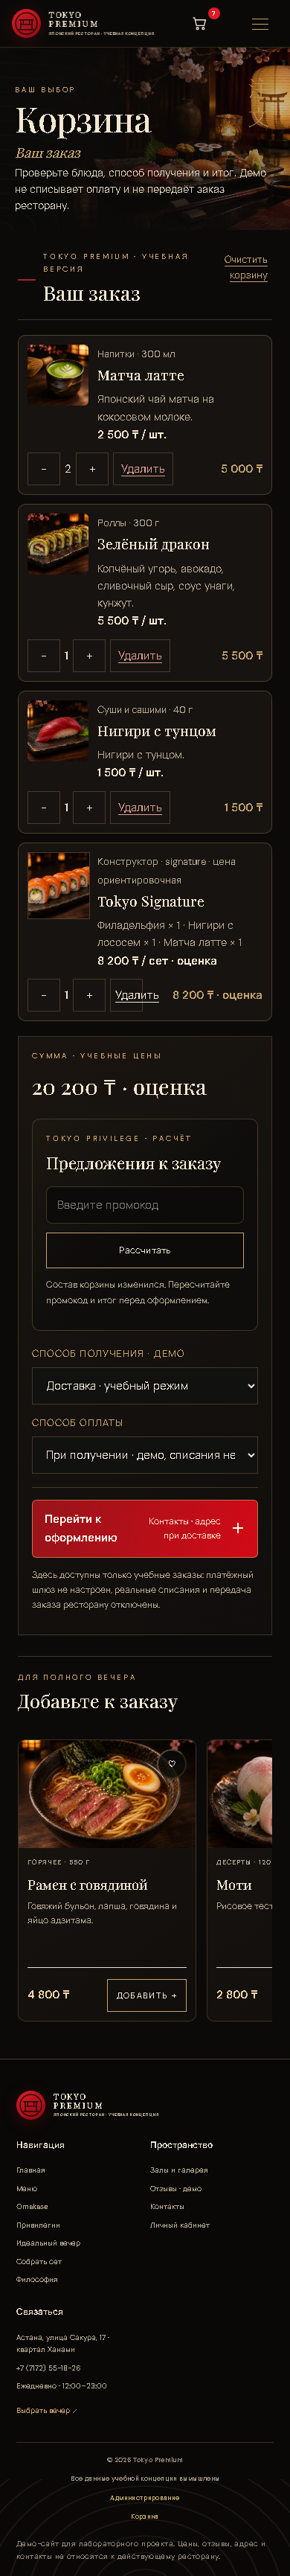 TOKYO
PREMIUM
ЯПОНСКИЙ РЕСТОРАН · УЧЕБНАЯ КОНЦЕПЦИЯ
7
ВАШ ВЫБОР
Корзина
Ваш заказ
Проверьте блюда, способ получения и итог. Демо
не списывает оплату и не передаёт заказ
ресторану.
TOKYO PREMIUM · УЧЕБНАЯ
ВЕРСИЯ
Ваш заказ
Очистить
корзину
Напитки · 300 мл
Матча латте
Японский чай матча на
кокосовом молоке.
2 500 ₸ / шт.
− 2 + Удалить 5 000 ₸
Роллы · 300 г
Зелёный дракон
Копчёный угорь, авокадо,
сливочный сыр, соус унаги,
кунжут.
5 500 ₸ / шт.
− 1 + Удалить 5 500 ₸
Суши и сашими · 40 г
Нигири с тунцом
Нигири с тунцом.
1 500 ₸ / шт.
− 1 + Удалить 1 500 ₸
Конструктор · signature · цена
ориентировочная
Tokyo Signature
Филадельфия × 1 · Нигири с
лососем × 1 · Матча латте × 1
8 200 ₸ / сет · оценка
− 1 + Удалить 8 200 ₸ · оценка
СУММА · УЧЕБНЫЕ ЦЕНЫ
20 200 ₸ · оценка
TOKYO PRIVILEGE · РАСЧЁТ
Предложения к заказу
Введите промокод
Рассчитать
Состав корзины изменился. Пересчитайте
промокод и итог перед оформлением.
СПОСОБ ПОЛУЧЕНИЯ · ДЕМО
Доставка · учебный режим
СПОСОБ ОПЛАТЫ
При получении · демо, списания не
Перейти к
оформлению
Контакты · адрес
при доставке
+
Здесь доступны только учебные заказы: платёжный
шлюз не настроен, реальные списания и передача
заказа ресторану отключены.
ДЛЯ ПОЛНОГО ВЕЧЕРА
Добавьте к заказу
ГОРЯЧЕЕ · 550 Г
Рамен с говядиной
Говяжий бульон, лапша, говядина и
яйцо адзитама.
4 800 ₸
ДОБАВИТЬ +
ДЕСЕРТЫ · 120
Моти
Рисовое тест
2 800 ₸
TOKYO
PREMIUM
ЯПОНСКИЙ РЕСТОРАН · УЧЕБНАЯ КОНЦЕПЦИЯ
Навигация
Главная
Меню
Omakase
Привилегии
Идеальный вечер
Собрать сет
Философия
Пространство
Залы и галерея
Отзывы · демо
Контакты
Личный кабинет
Связаться
Астана, улица Сакура, 17 ·
квартал Ханами
+7 (7172) 55-18-26
Ежедневно · 12:00–23:00
Выбрать вечер
© 2026 Tokyo Premium
Все данные учебной концепции вымышлены
Администрирование
Корзина
Демо-сайт для лабораторного проекта. Цены, отзывы, адрес и
контакты не относятся к действующему ресторану.